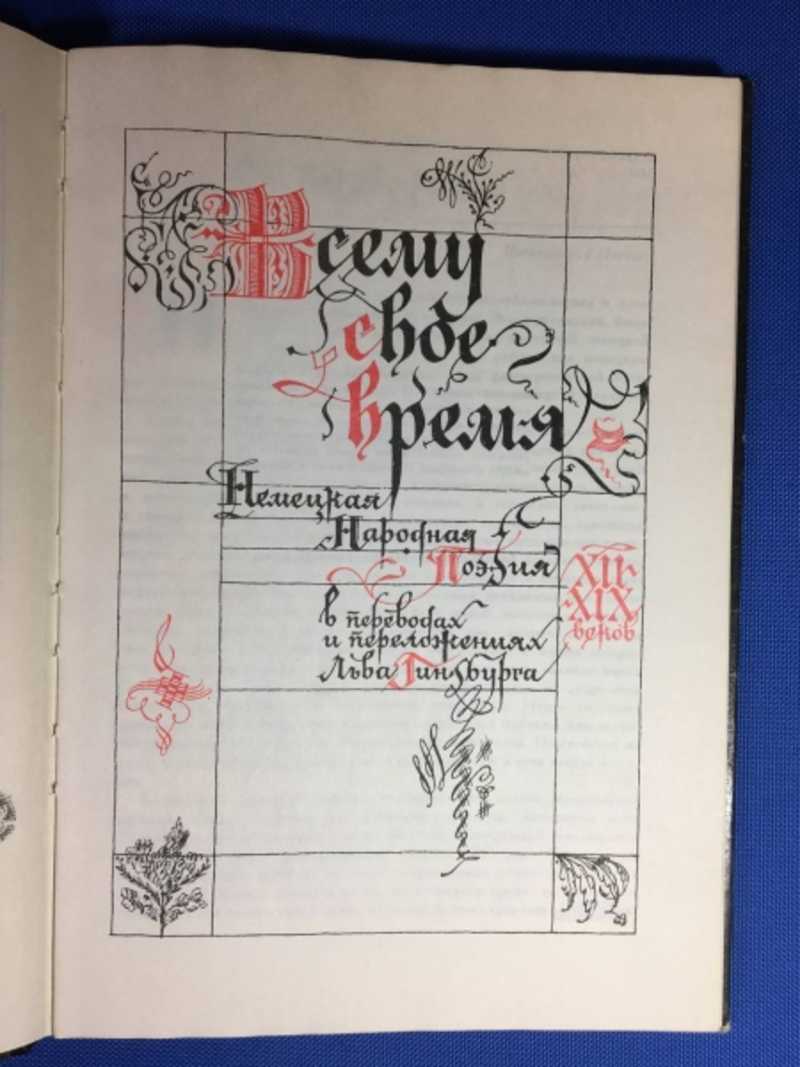 Всему
свое
время
Немецкая
Народная
Поэзия
XII-
XIX
веков
в переводах
и переложениях
Льва Гинзбурга